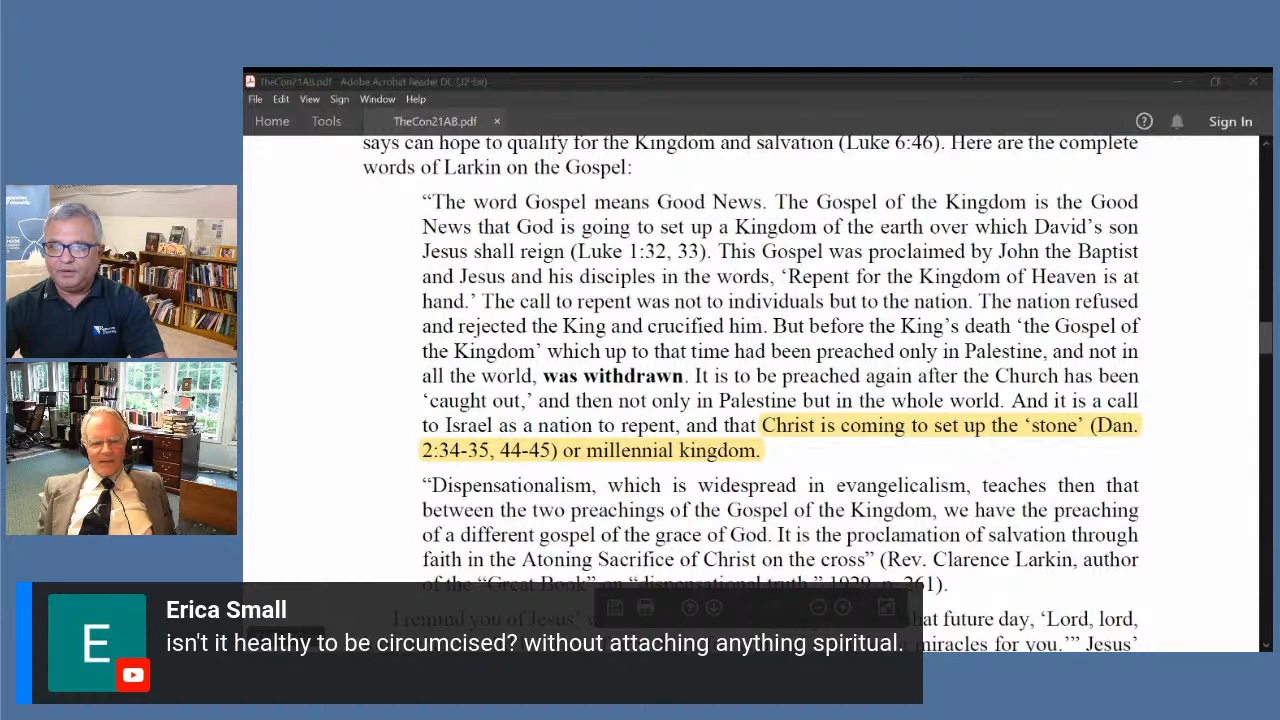 TheCon21AB.pdf - Adobe Acrobat Reader DC (32-bit)
File Edit View Sign Window Help
Home Tools TheCon21AB.pdf × Sign In
says can hope to qualify for the Kingdom and salvation (Luke 6:46). Here are the complete
words of Larkin on the Gospel:
“The word Gospel means Good News. The Gospel of the Kingdom is the Good
News that God is going to set up a Kingdom of the earth over which David’s son
Jesus shall reign (Luke 1:32, 33). This Gospel was proclaimed by John the Baptist
and Jesus and his disciples in the words, ‘Repent for the Kingdom of Heaven is at
hand.’ The call to repent was not to individuals but to the nation. The nation refused
and rejected the King and crucified him. But before the King’s death ‘the Gospel of
the Kingdom’ which up to that time had been preached only in Palestine, and not in
all the world, was withdrawn. It is to be preached again after the Church has been
‘caught out,’ and then not only in Palestine but in the whole world. And it is a call
to Israel as a nation to repent, and that Christ is coming to set up the ‘stone’ (Dan.
2:34-35, 44-45) or millennial kingdom.
“Dispensationalism, which is widespread in evangelicalism, teaches then that
between the two preachings of the Gospel of the Kingdom, we have the preaching
of a different gospel of the grace of God. It is the proclamation of salvation through
faith in the Atoning Sacrifice of Christ on the cross” (Rev. Clarence Larkin, author
of the “Great Book” on “dispensational truth,” 1929, p. 261).
I remind you of Jesus’ hat future day, ‘Lord, lord,
miracles for you.’” Jesus’
E
Erica Small
isn't it healthy to be circumcised? without attaching anything spiritual.